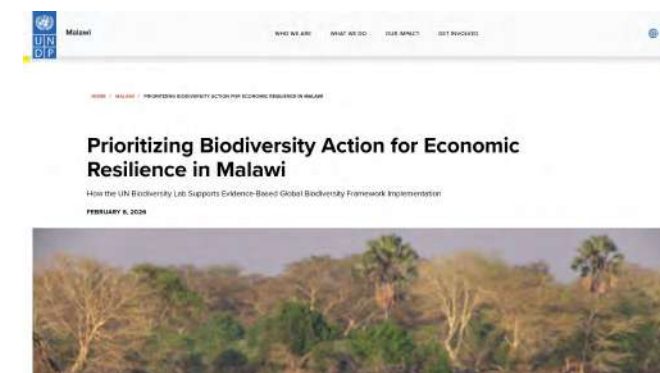 UN
DP
Malawi
WHO WE ARE WHAT WE DO OUR IMPACT GET INVOLVED
HOME / MALAWI / PRIORITIZING BIODIVERSITY ACTION FOR ECONOMIC RESILIENCE IN MALAWI
Prioritizing Biodiversity Action for Economic
Resilience in Malawi
How the UN Biodiversity Lab Supports Evidence-Based Global Biodiversity Framework Implementation
FEBRUARY 8, 2026